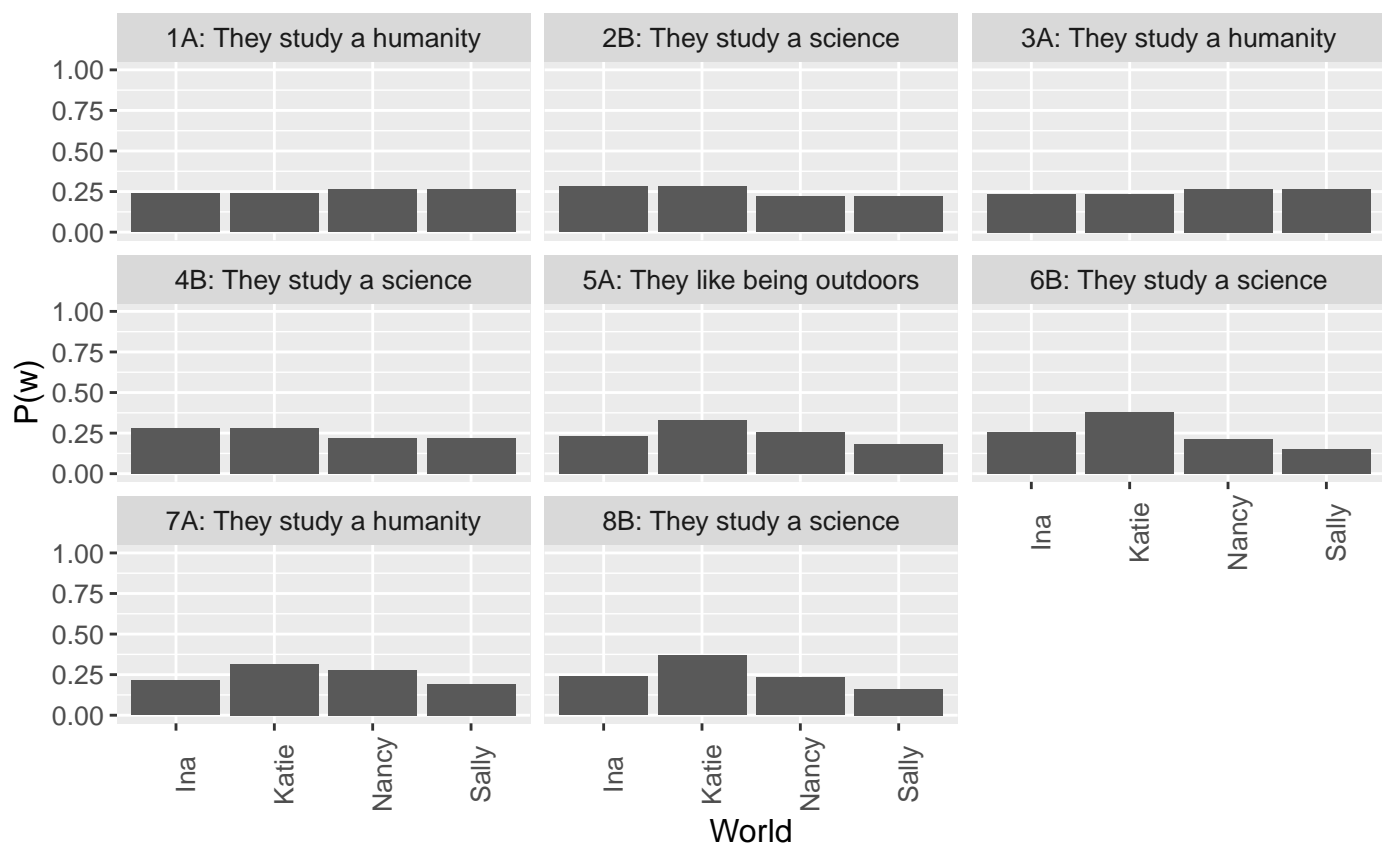 1A: They study a humanity
2B: They study a science
3A: They study a humanity
1.00
0.75
0.50
0.25
0.00
4B: They study a science
5A: They like being outdoors
6B: They study a science
1.00
0.75
0.50
0.25
0.00
P(w)
Ina
Katie
Nancy
Sally
7A: They study a humanity
8B: They study a science
1.00
0.75
0.50
0.25
0.00
Ina
Katie
Nancy
Sally
Ina
Katie
Nancy
Sally
World